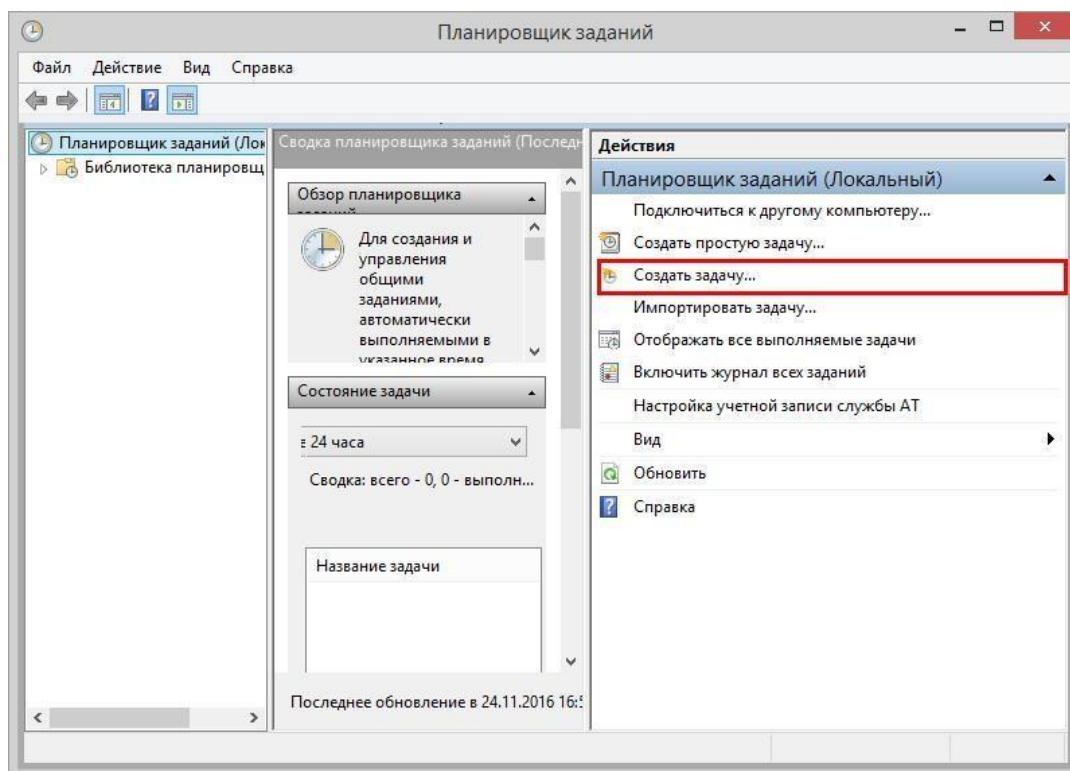 Планировщик заданий
Файл Действие Вид Справка
Планировщик заданий (Лок
Библиотека планировщ
Сводка планировщика заданий (Последн
Обзор планировщика
Для создания и
управления
общими
заданиями,
автоматически
выполняемыми в
указанное время
Состояние задачи
24 часа
Сводка: всего - 0, 0 - выполн...
Название задачи
Последнее обновление в 24.11.2016 16:5
Действия
Планировщик заданий (Локальный)
Подключиться к другому компьютеру...
Создать простую задачу...
Создать задачу...
Импортировать задачу...
Отображать все выполняемые задачи
Включить журнал всех заданий
Настройка учетной записи службы AT
Вид
Обновить
Справка